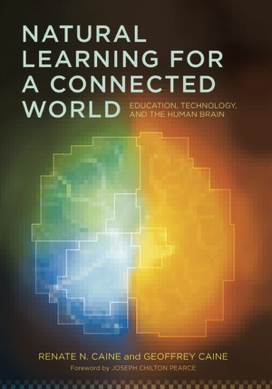 NATURAL
LEARNING FOR
A CONNECTED
WORLD
EDUCATION, TECHNOLOGY,
AND THE HUMAN BRAIN
RENATE N. CAINE and GEOFFREY CAINE
Foreword by JOSEPH CHILTON PEARCE